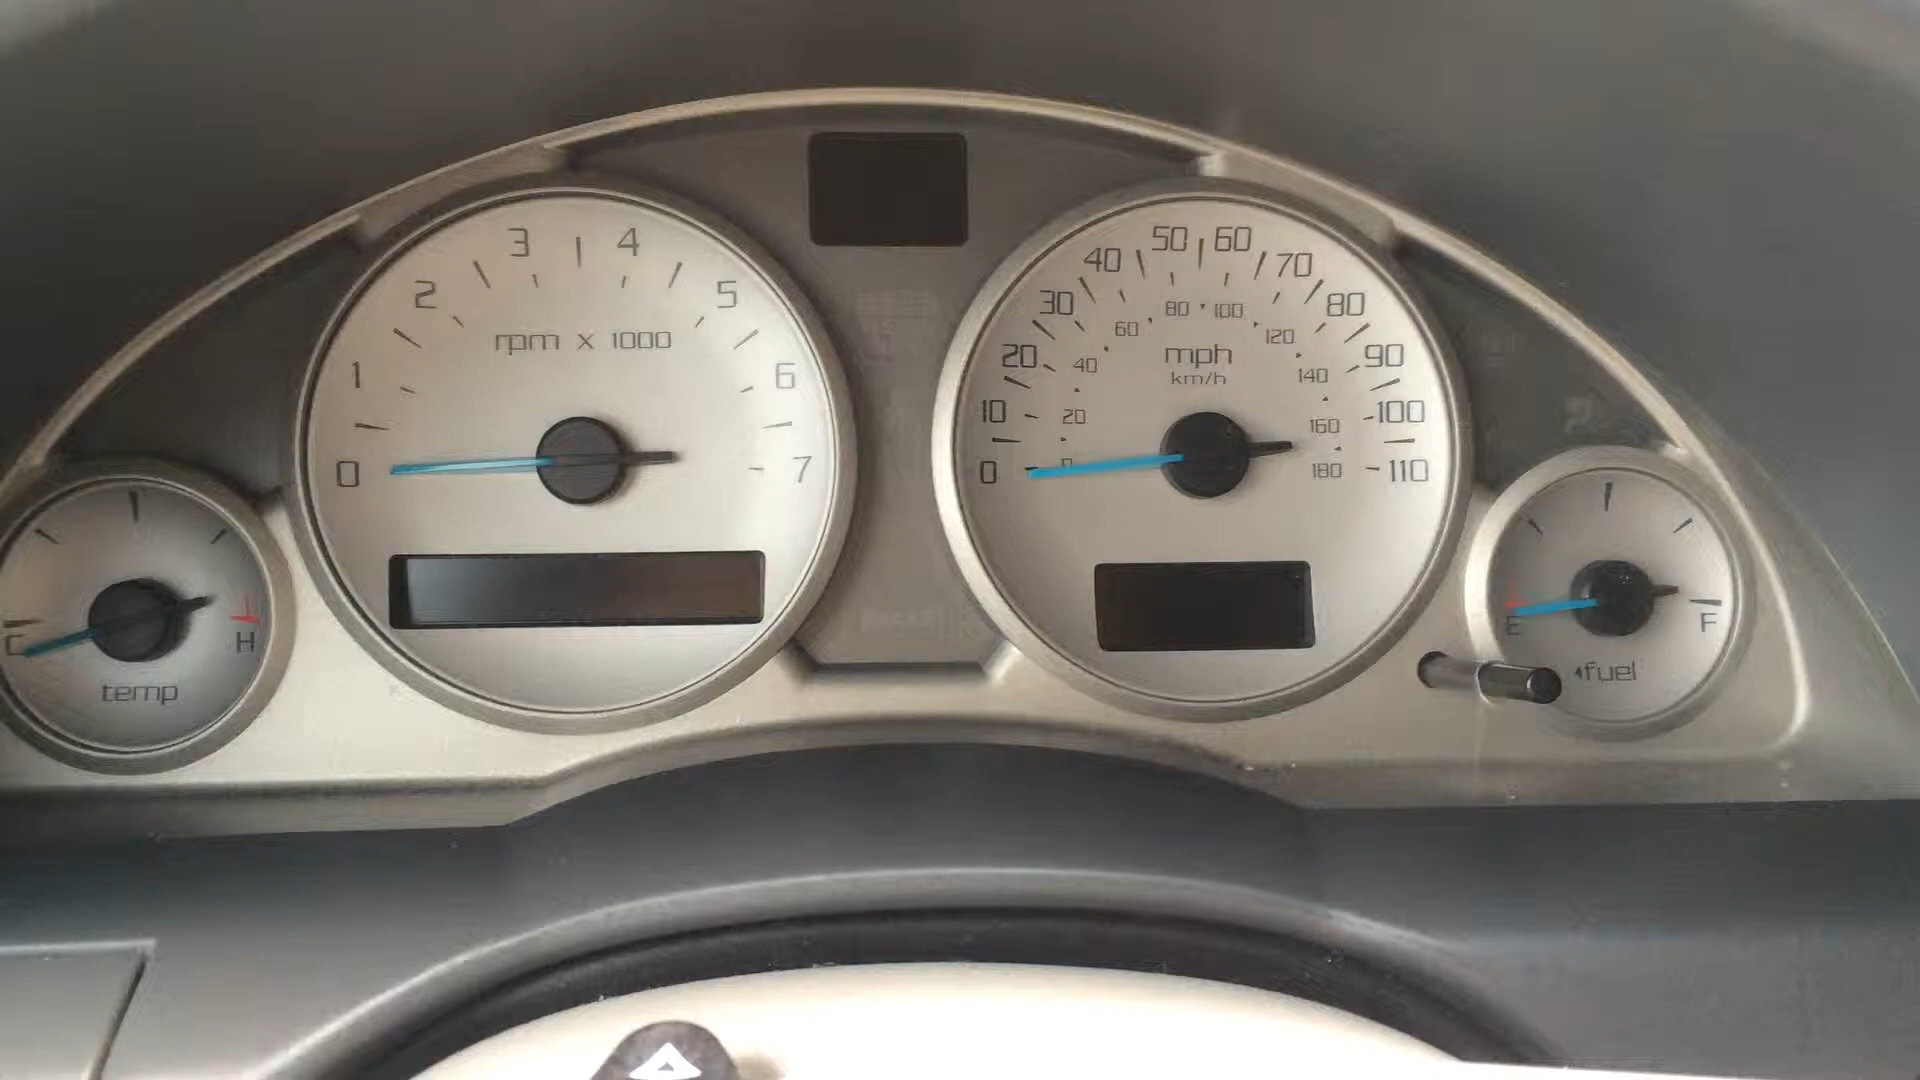 0 1 2 3 4 5 6 7
rpm x 1000
0 10 20 30 40 50 60 70 80 90 100 110
mph
km/h
0 20 40 60 80 100 120 140 160 180
C H
temp
E F
fuel